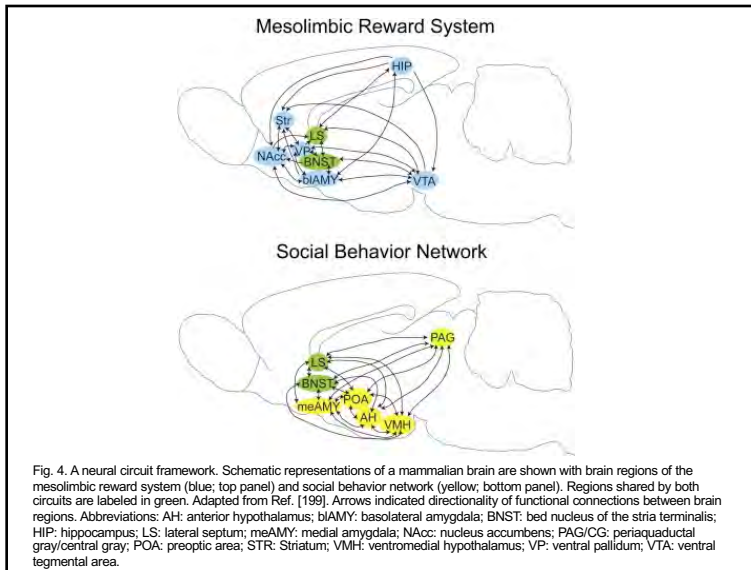 Mesolimbic Reward System
HIP
Str
LS
VP
NAcc
BNST
blAMY
VTA
Social Behavior Network
PAG
LS
BNST
POA
meAMY
AH
VMH
Fig. 4. A neural circuit framework. Schematic representations of a mammalian brain are shown with brain regions of the
mesolimbic reward system (blue; top panel) and social behavior network (yellow; bottom panel). Regions shared by both
circuits are labeled in green. Adapted from Ref. [199]. Arrows indicated directionality of functional connections between brain
regions. Abbreviations: AH: anterior hypothalamus; blAMY: basolateral amygdala; BNST: bed nucleus of the stria terminalis;
HIP: hippocampus; LS: lateral septum; meAMY: medial amygdala; NAcc: nucleus accumbens; PAG/CG: periaquaductal
gray/central gray; POA: preoptic area; STR: Striatum; VMH: ventromedial hypothalamus; VP: ventral pallidum; VTA: ventral
tegmental area.